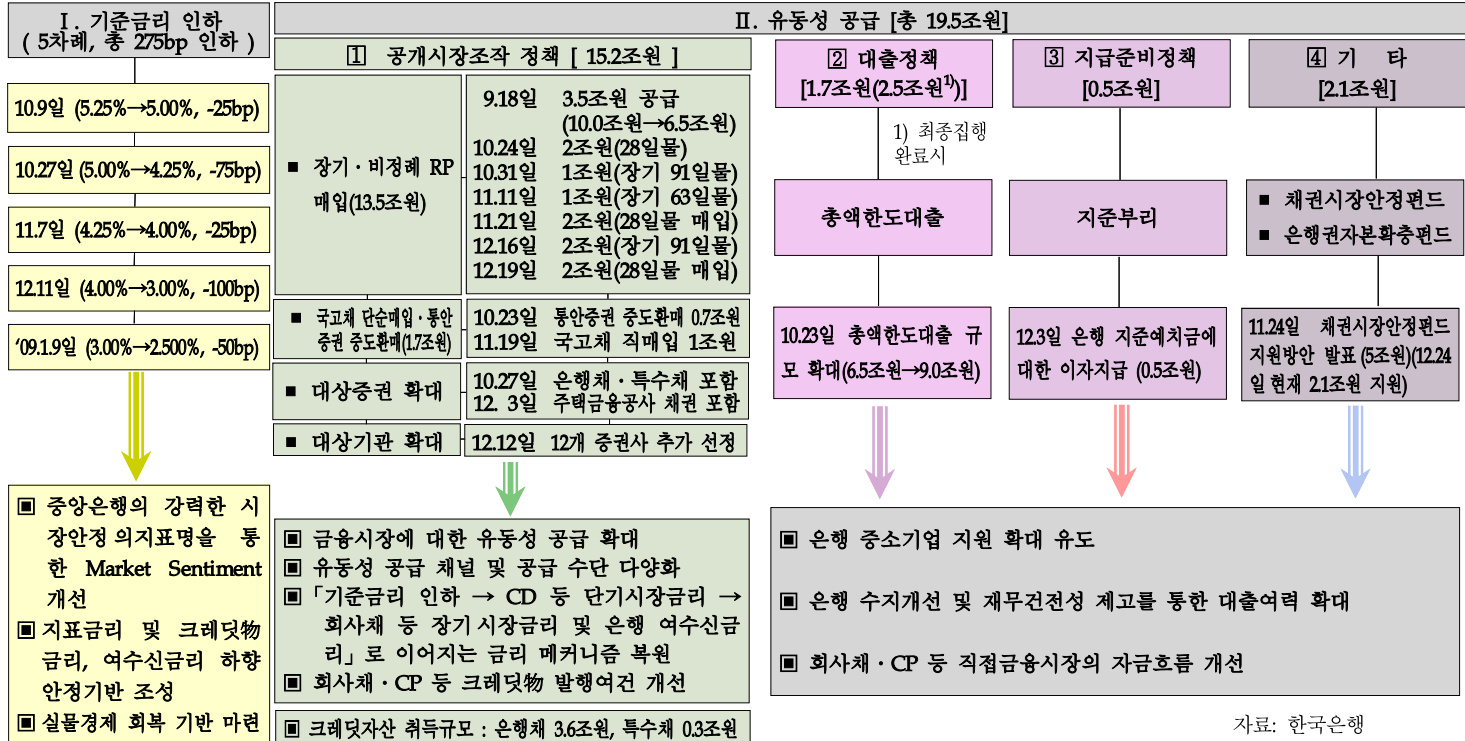 Ⅰ. 기준금리 인하
( 5차례, 총 275bp 인하 )
10.9일 (5.25%→5.00%, -25bp)
10.27일 (5.00%→4.25%, -75bp)
11.7일 (4.25%→4.00%, -25bp)
12.11일 (4.00%→3.00%, -100bp)
‘09.1.9일 (3.00%→2.500%, -50bp)
▣ 중앙은행의 강력한 시
장안정 의지표명을 통
한 Market Sentiment
개선
▣ 지표금리 및 크레딧物
금리, 여수신금리 하향
안정기반 조성
▣ 실물경제 회복 기반 마련
Ⅱ. 유동성 공급 [총 19.5조원]
1 공개시장조작 정책 [ 15.2조원 ]
■ 장기·비정례 RP
매입(13.5조원)
9.18일 3.5조원 공급
(10.0조원→6.5조원)
10.24일 2조원(28일물)
10.31일 1조원(장기 91일물)
11.11일 1조원(장기 63일물)
11.21일 2조원(28일물 매입)
12.16일 2조원(장기 91일물)
12.19일 2조원(28일물 매입)
■ 국고채 단순매입·통안
증권 중도환매(1.7조원)
10.23일 통안증권 중도환매 0.7조원
11.19일 국고채 직매입 1조원
■ 대상증권 확대
10.27일 은행채·특수채 포함
12. 3일 주택금융공사 채권 포함
■ 대상기관 확대
12.12일 12개 증권사 추가 선정
▣ 금융시장에 대한 유동성 공급 확대
▣ 유동성 공급 채널 및 공급 수단 다양화
▣ 「기준금리 인하 → CD 등 단기시장금리 →
회사채 등 장기 시장금리 및 은행 여수신금
리」로 이어지는 금리 메커니즘 복원
▣ 회사채·CP 등 크레딧物 발행여건 개선
▣ 크레딧자산 취득규모 : 은행채 3.6조원, 특수채 0.3조원
2 대출정책
[1.7조원(2.5조원1))]
1) 최종집행
완료시
총액한도대출
10.23일 총액한도대출 규
모 확대(6.5조원→9.0조원)
3 지급준비정책
[0.5조원]
지준부리
12.3일 은행 지준예치금에
대한 이자지급 (0.5조원)
4 기 타
[2.1조원]
■ 채권시장안정펀드
■ 은행권자본확충펀드
11.24일 채권시장안정펀드
지원방안 발표 (5조원)(12.24
일 현재 2.1조원 지원)
▣ 은행 중소기업 지원 확대 유도
▣ 은행 수지개선 및 재무건전성 제고를 통한 대출여력 확대
▣ 회사채·CP 등 직접금융시장의 자금흐름 개선
자료: 한국은행